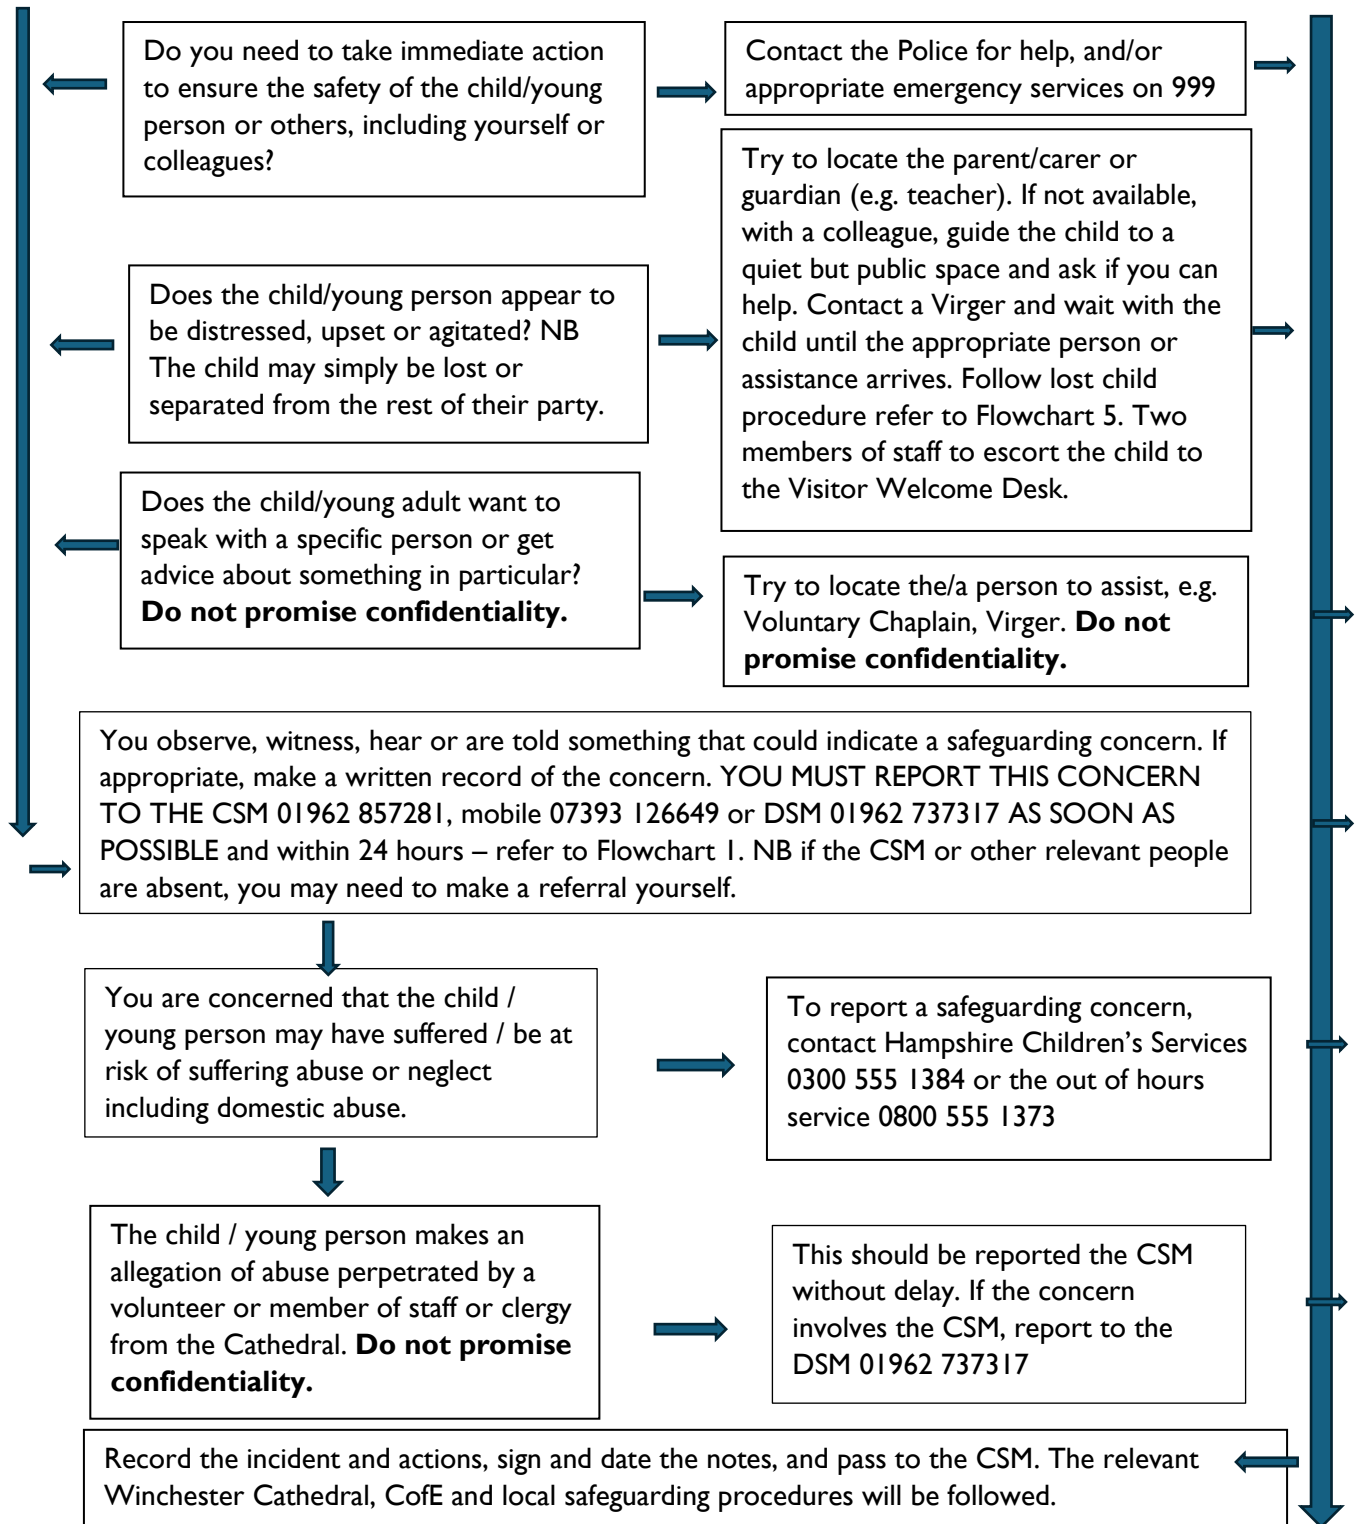 Do you need to take immediate action
to ensure the safety of the child/young
person or others, including yourself or
colleagues?
Contact the Police for help, and/or
appropriate emergency services on 999
Does the child/young person appear to
be distressed, upset or agitated? NB
The child may simply be lost or
separated from the rest of their party.
Try to locate the parent/carer or
guardian (e.g. teacher). If not available,
with a colleague, guide the child to a
quiet but public space and ask if you can
help. Contact a Virger and wait with the
child until the appropriate person or
assistance arrives. Follow lost child
procedure refer to Flowchart 5. Two
members of staff to escort the child to
the Visitor Welcome Desk.
Does the child/young adult want to
speak with a specific person or get
advice about something in particular?
Do not promise confidentiality.
Try to locate the/a person to assist, e.g.
Voluntary Chaplain, Virger. Do not
promise confidentiality.
You observe, witness, hear or are told something that could indicate a safeguarding concern. If
appropriate, make a written record of the concern. YOU MUST REPORT THIS CONCERN
TO THE CSM 01962 857281, mobile 07393 126649 or DSM 01962 737317 AS SOON AS
POSSIBLE and within 24 hours – refer to Flowchart 1. NB if the CSM or other relevant people
are absent, you may need to make a referral yourself.
You are concerned that the child /
young person may have suffered / be at
risk of suffering abuse or neglect
including domestic abuse.
To report a safeguarding concern,
contact Hampshire Children’s Services
0300 555 1384 or the out of hours
service 0800 555 1373
The child / young person makes an
allegation of abuse perpetrated by a
volunteer or member of staff or clergy
from the Cathedral. Do not promise
confidentiality.
This should be reported the CSM
without delay. If the concern
involves the CSM, report to the
DSM 01962 737317
Record the incident and actions, sign and date the notes, and pass to the CSM. The relevant
Winchester Cathedral, CofE and local safeguarding procedures will be followed.